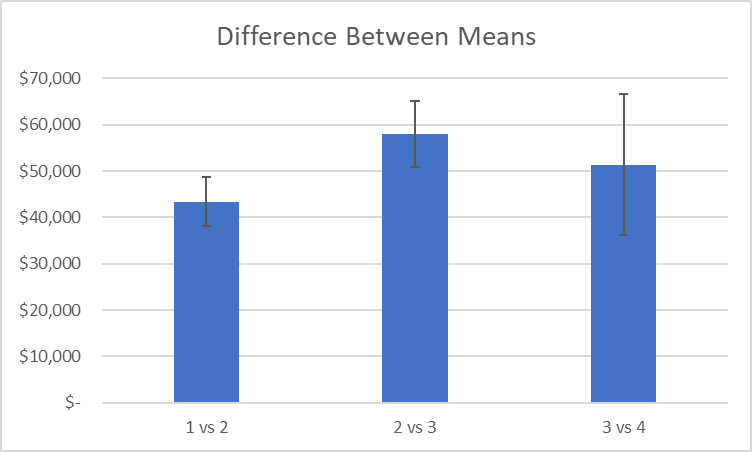 Difference Between Means
$70,000
$60,000
$50,000
$40,000
$30,000
$20,000
$10,000
$-
1 vs 2
2 vs 3
3 vs 4